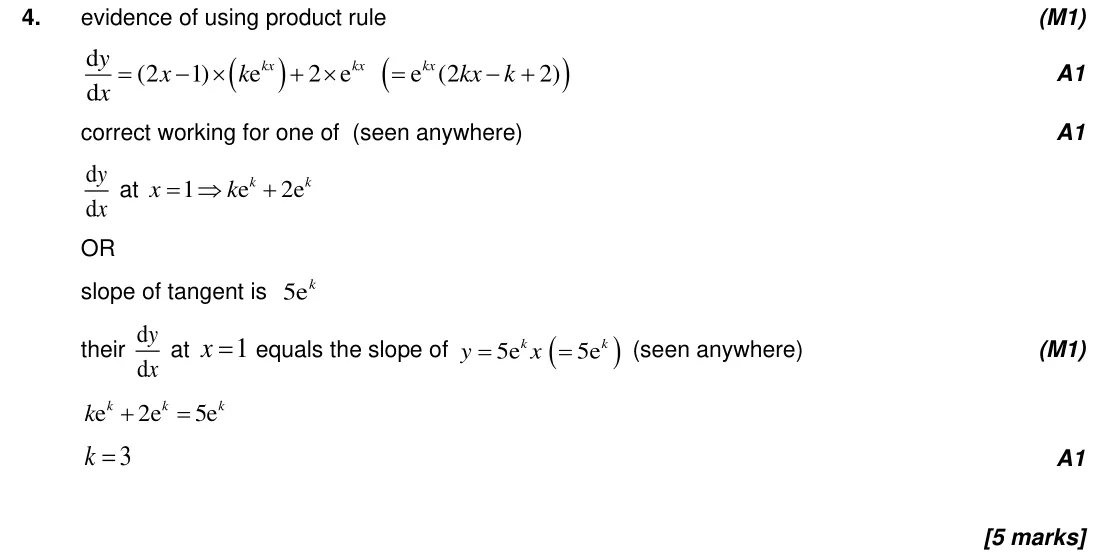 4. evidence of using product rule (M1)
dy/dx = (2x−1)×(ke^{kx})+2×e^{kx} (=e^{kx}(2kx−k+2)) A1
correct working for one of (seen anywhere) A1
dy/dx at x=1⇒ke^k+2e^k
OR
slope of tangent is 5e^k
their dy/dx at x=1 equals the slope of y=5e^k x (=5e^k) (seen anywhere) (M1)
ke^k+2e^k=5e^k
k=3 A1
[5 marks]